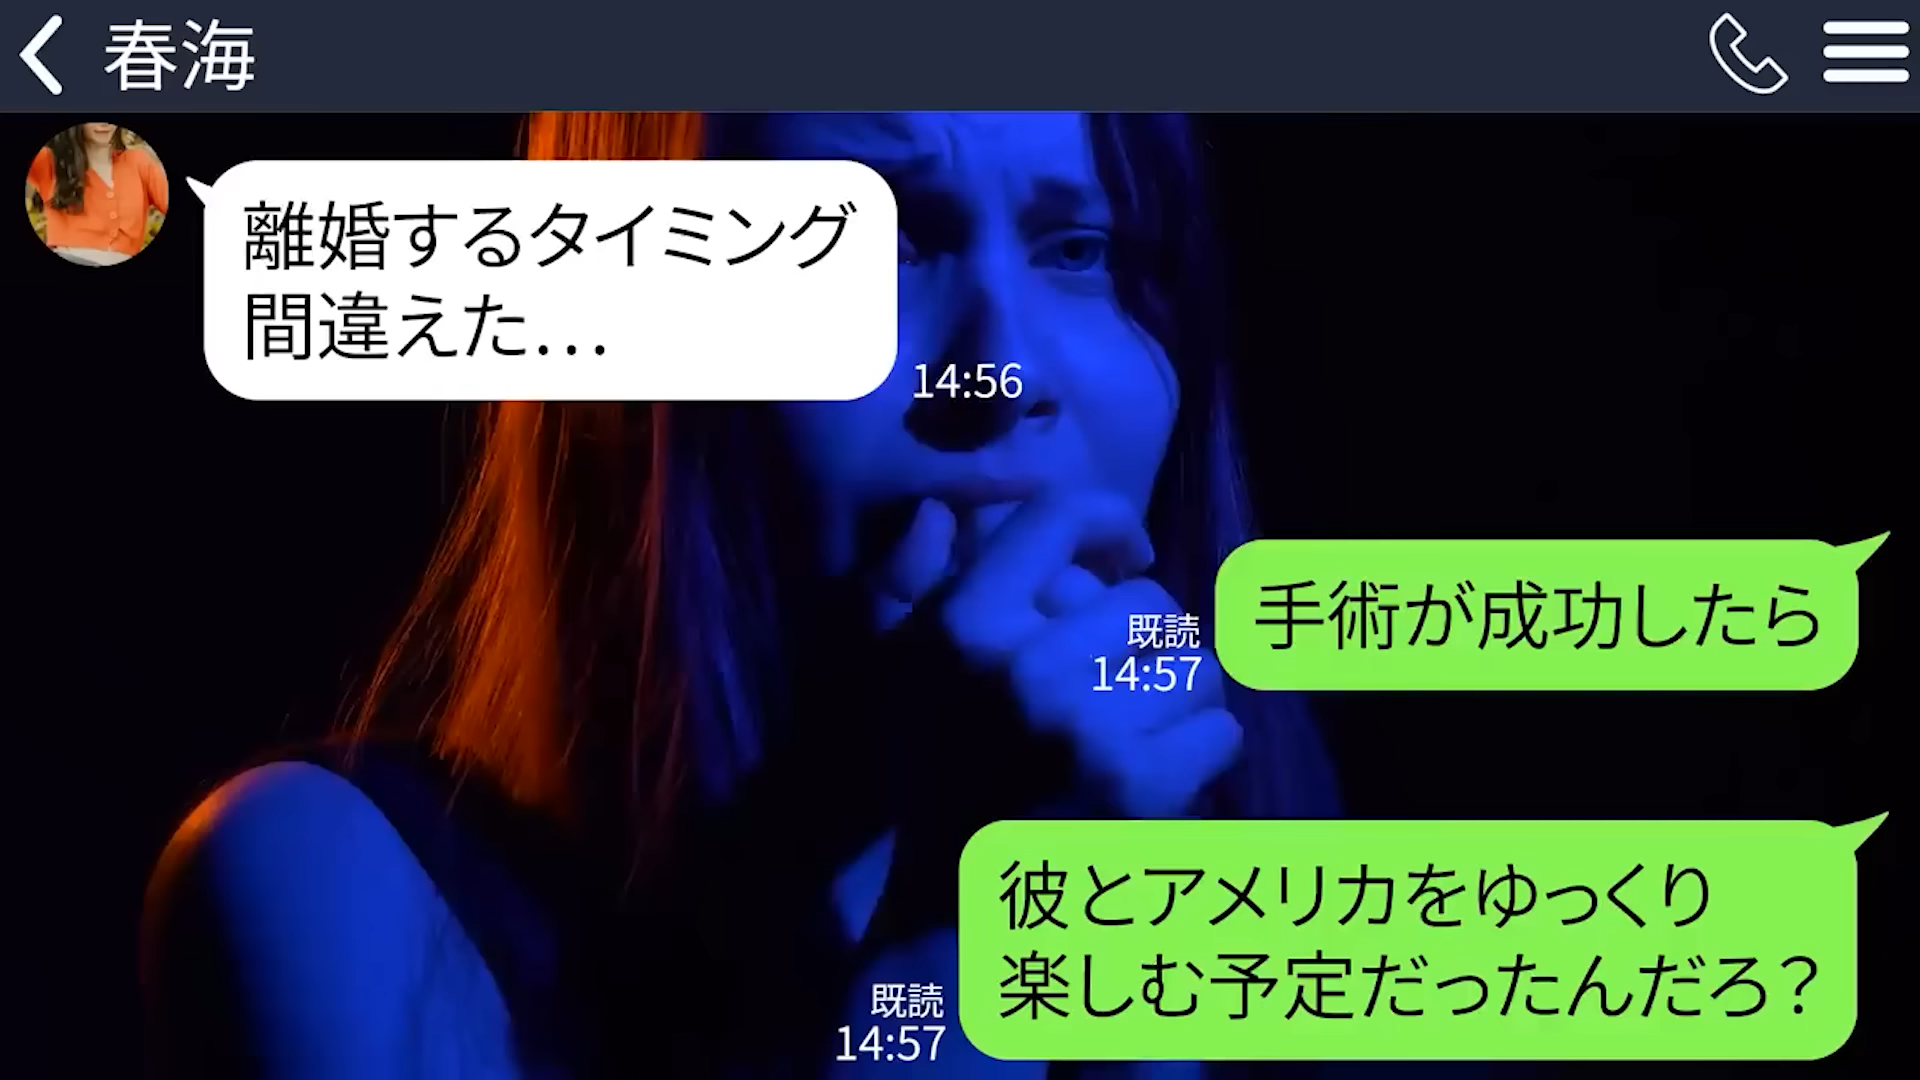 春海
離婚するタイミング
間違えた…
14:56
手術が成功したら
既読
14:57
彼とアメリカをゆっくり
楽しむ予定だったんだろ？
既読
14:57